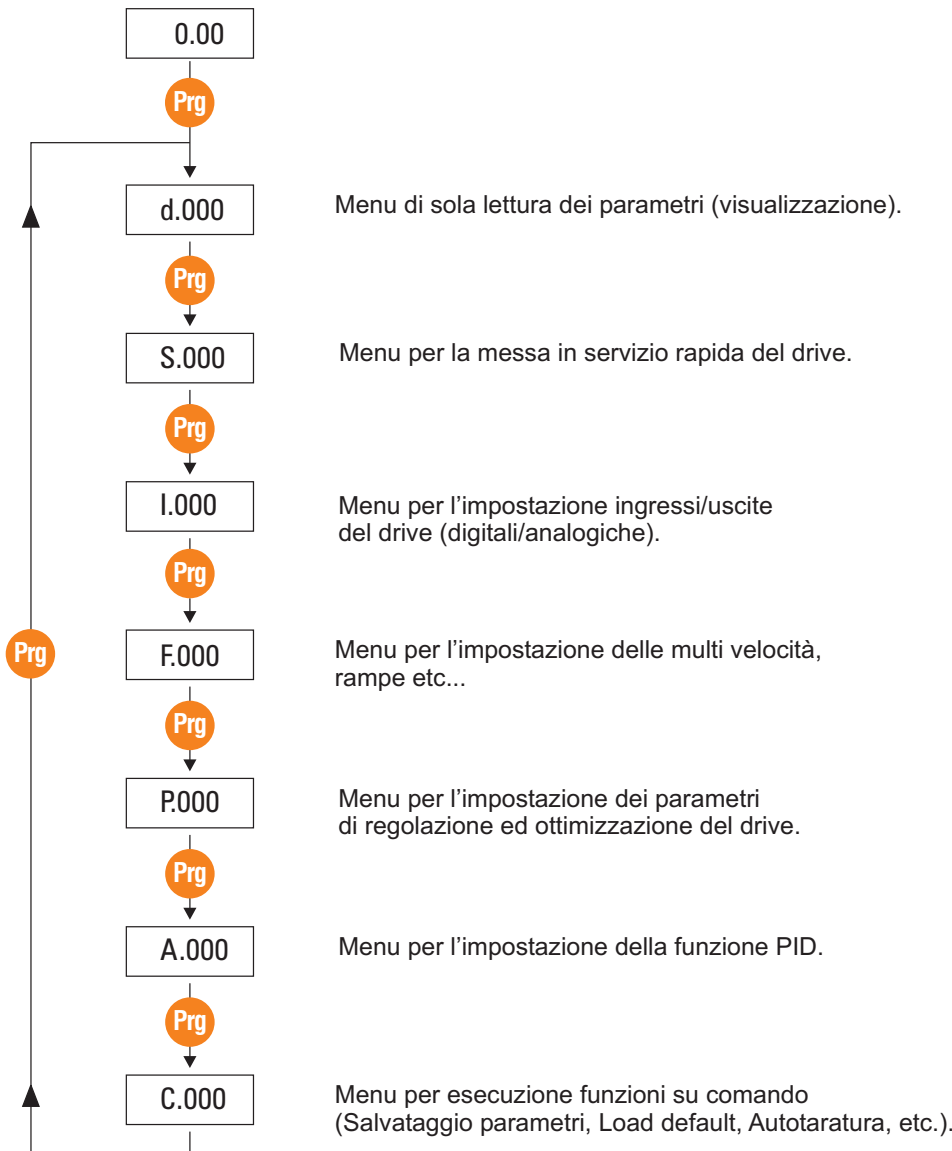 0.00
Prg
d.000
Menu di sola lettura dei parametri (visualizzazione).
Prg
S.000
Menu per la messa in servizio rapida del drive.
Prg
I.000
Menu per l’impostazione ingressi/uscite
del drive (digitali/analogiche).
Prg
Prg
F.000
Menu per l’impostazione delle multi velocità,
rampe etc...
Prg
P.000
Menu per l’impostazione dei parametri
di regolazione ed ottimizzazione del drive.
Prg
A.000
Menu per l’impostazione della funzione PID.
Prg
C.000
Menu per esecuzione funzioni su comando
(Salvataggio parametri, Load default, Autotaratura, etc.).